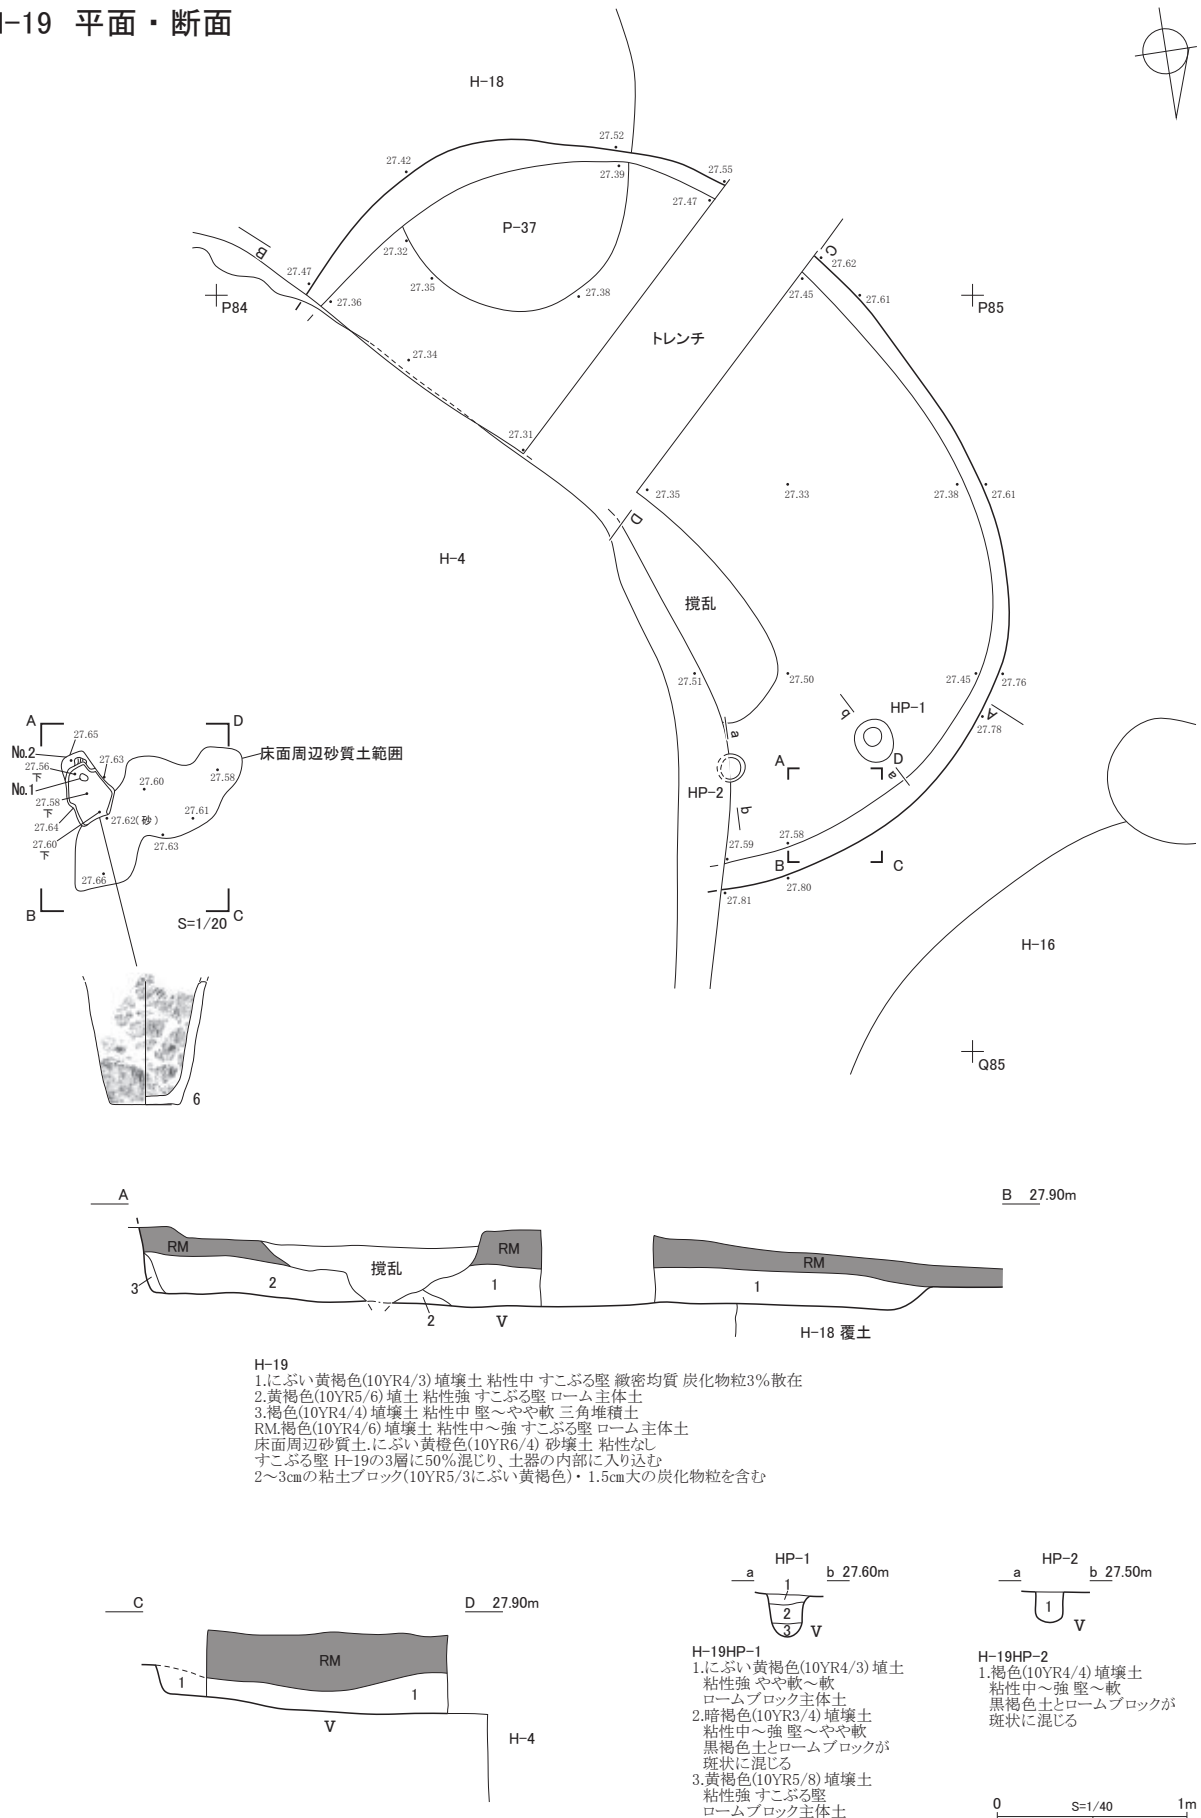 H-19 平面・断面
H-18
27.42
27.52
27.39
27.55
27.47
P-37
B
27.47
27.32
27.35
27.38
27.36
P84
27.34
27.31
トレンチ
C
27.62
27.45
27.61
P85
27.35
27.33
27.38
27.61
D
H-4
撹乱
27.51
27.50
27.45
27.76
A
27.78
a
b
HP-1
A
D
a
HP-2
b
27.58
27.59
B
C
27.80
27.81
H-16
Q85
A
D
27.65
No.2
27.63
床面周辺砂質土範囲
27.56
下
27.60
27.58
No.1
27.58
下
27.61
27.64
27.62(砂)
27.60
下
27.63
27.66
B
C
S=1/20
6
A
B 27.90m
RM
RM
撹乱
RM
3
2
1
1
2
V
H-18 覆土
H-19
1.にぶい黄褐色(10YR4/3) 埴壌土 粘性中 すこぶる堅 緻密均質 炭化物粒3%散在
2.黄褐色(10YR5/6) 埴土 粘性強 すこぶる堅 ローム主体土
3.褐色(10YR4/4) 埴壌土 粘性中 堅～やや軟 三角堆積土
RM.褐色(10YR4/6) 埴壌土 粘性中～強 すこぶる堅 ローム主体土
床面周辺砂質土.にぶい黄橙色(10YR6/4) 砂壌土 粘性なし
すこぶる堅 H-19の3層に50%混じり、土器の内部に入り込む
2～3cmの粘土ブロック(10YR5/3にぶい黄褐色)・1.5cm大の炭化物粒を含む
C
D 27.90m
RM
1
1
V
H-4
HP-1
a
b 27.60m
1
2
3
V
H-19HP-1
1.にぶい黄褐色(10YR4/3) 埴土
粘性強 やや軟～軟
ロームブロック主体土
2.暗褐色(10YR3/4) 埴壌土
粘性中～強 堅～やや軟
黒褐色土とロームブロックが
斑状に混じる
3.黄褐色(10YR5/8) 埴壌土
粘性強 すこぶる堅
ロームブロック主体土
HP-2
a
b 27.50m
1
V
H-19HP-2
1.褐色(10YR4/4) 埴壌土
粘性中～強 堅～軟
黒褐色土とロームブロックが
斑状に混じる
0
S=1/40
1m